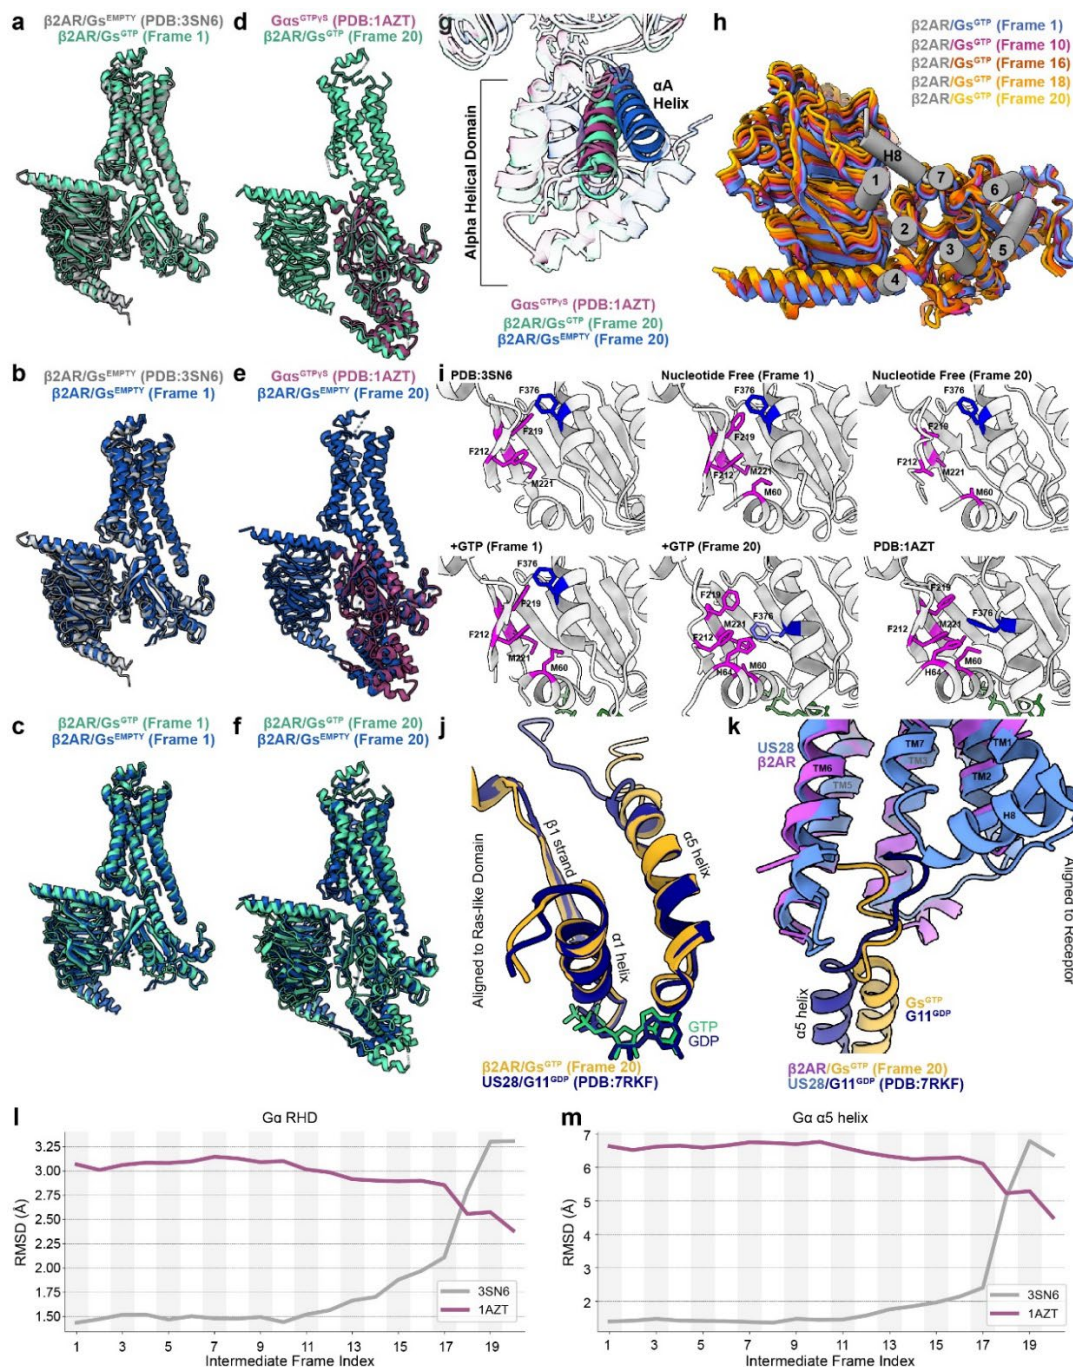 a
β2AR/Gs^EMPTY (PDB:3SN6)
β2AR/Gs^GTP (Frame 1)
d
Gαs^GTPγS (PDB:1AZT)
β2AR/Gs^GTP (Frame 20)
g
αA
Helix
Alpha Helical Domain
Gαs^GTPγS (PDB:1AZT)
β2AR/Gs^GTP (Frame 20)
β2AR/Gs^EMPTY (Frame 20)
h
β2AR/Gs^GTP (Frame 1)
β2AR/Gs^GTP (Frame 10)
β2AR/Gs^GTP (Frame 16)
β2AR/Gs^GTP (Frame 18)
β2AR/Gs^GTP (Frame 20)
H8
1
7
6
2
3
5
4
b
β2AR/Gs^EMPTY (PDB:3SN6)
β2AR/Gs^EMPTY (Frame 1)
e
Gαs^GTPγS (PDB:1AZT)
β2AR/Gs^EMPTY (Frame 20)
i
PDB:3SN6
F376
F219
F212
M221
Nucleotide Free (Frame 1)
F376
F219
F212
M221
M60
Nucleotide Free (Frame 20)
F376
F219
F212
M221
M60
+GTP (Frame 1)
F376
F219
F212
M221
M60
+GTP (Frame 20)
F219
M221
F376
F212
M60
H64
PDB:1AZT
F219
F376
M221
F212
M60
H64
c
β2AR/Gs^GTP (Frame 1)
β2AR/Gs^EMPTY (Frame 1)
f
β2AR/Gs^GTP (Frame 20)
β2AR/Gs^EMPTY (Frame 20)
j
Aligned to Ras-like Domain
β1 strand
α5 helix
α1 helix
GTP
GDP
β2AR/Gs^GTP (Frame 20)
US28/G11^GDP (PDB:7RKF)
k
US28
β2AR
TM7
TM1
TM6
TM3
TM2
TM5
H8
Aligned to Receptor
α5 helix
Gs^GTP
G11^GDP
β2AR/Gs^GTP (Frame 20)
US28/G11^GDP (PDB:7RKF)
l
Gα RHD
RMSD (Å)
3.25
3.00
2.75
2.50
2.25
2.00
1.75
1.50
3SN6
1AZT
1 3 5 7 9 11 13 15 17 19
Intermediate Frame Index
m
Gα α5 helix
RMSD (Å)
7
6
5
4
3
2
3SN6
1AZT
1 3 5 7 9 11 13 15 17 19
Intermediate Frame Index